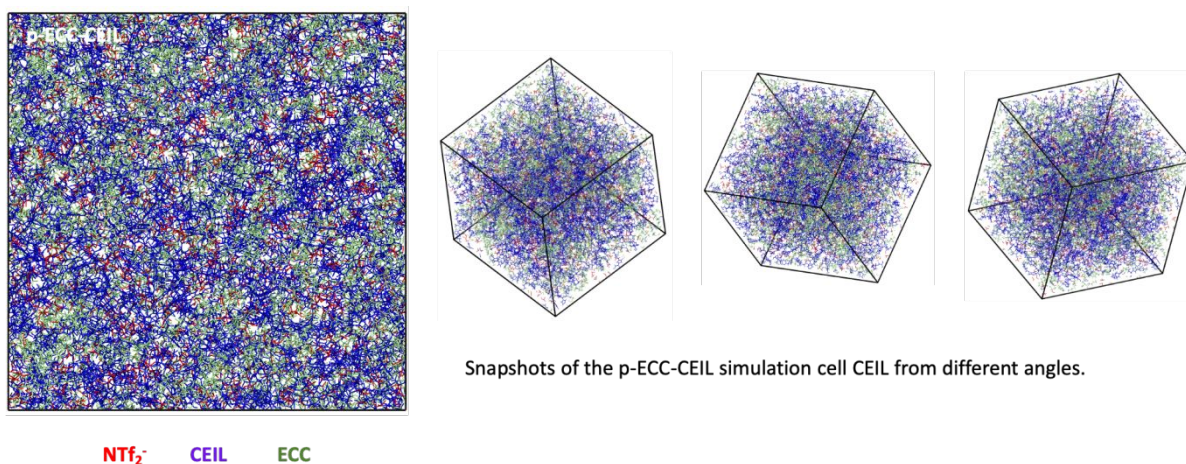 p-ECC-CEIL
Snapshots of the p-ECC-CEIL simulation cell CEIL from different angles.
NTf₂⁻ CEIL ECC